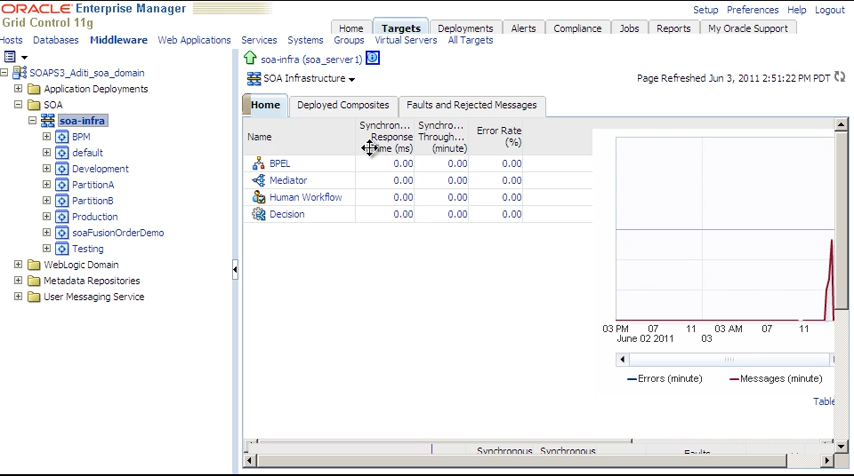 ORACLE Enterprise Manager
Grid Control 11g
Setup Preferences Help Logout
Home Targets Deployments Alerts Compliance Jobs Reports My Oracle Support
Hosts Databases Middleware Web Applications Services Systems Groups Virtual Servers All Targets
SOAPS3_Aditi_soa_domain
Application Deployments
SOA
soa-infra
BPM
default
Development
PartitionA
PartitionB
Production
soaFusionOrderDemo
Testing
WebLogic Domain
Metadata Repositories
User Messaging Service
soa-infra (soa_server1)
SOA Infrastructure
Page Refreshed Jun 3, 2011 2:51:22 PM PDT
Home Deployed Composites Faults and Rejected Messages
Name
Synchron...
Response
Time (ms)
Synchro...
Through...
(minute)
Error Rate
(%)
BPEL 0.00 0.00 0.00
Mediator 0.00 0.00 0.00
Human Workflow 0.00 0.00 0.00
Decision 0.00 0.00 0.00
03 PM 07 11 03 AM 07 11
June 02 2011 03
Errors (minute) Messages (minute)
Table
Synchronous Synchronous Faults